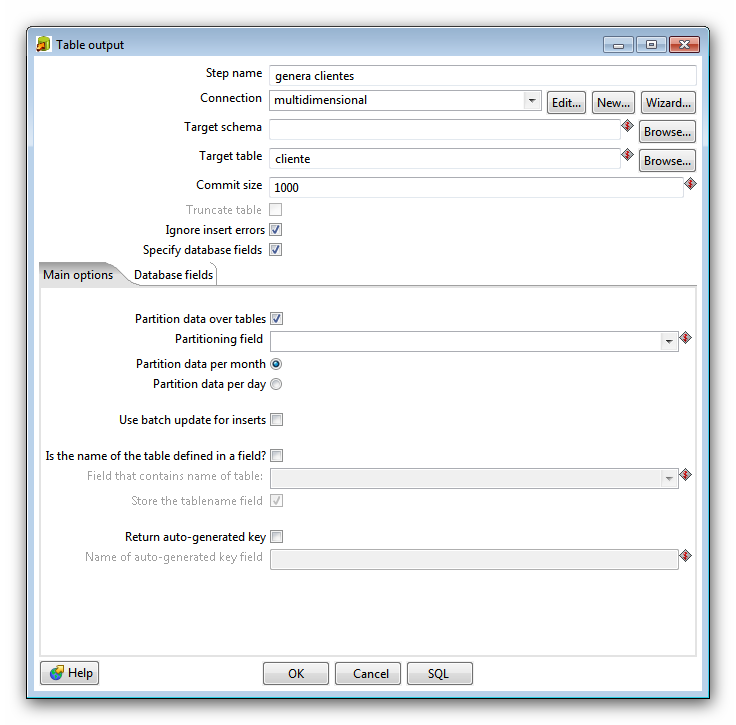 Table output
Step name genera clientes
Connection multidimensional Edit... New... Wizard...
Target schema Browse...
Target table cliente Browse...
Commit size 1000
Truncate table
Ignore insert errors
Specify database fields
Main options Database fields
Partition data over tables
Partitioning field
Partition data per month
Partition data per day
Use batch update for inserts
Is the name of the table defined in a field?
Field that contains name of table:
Store the tablename field
Return auto-generated key
Name of auto-generated key field
Help OK Cancel SQL